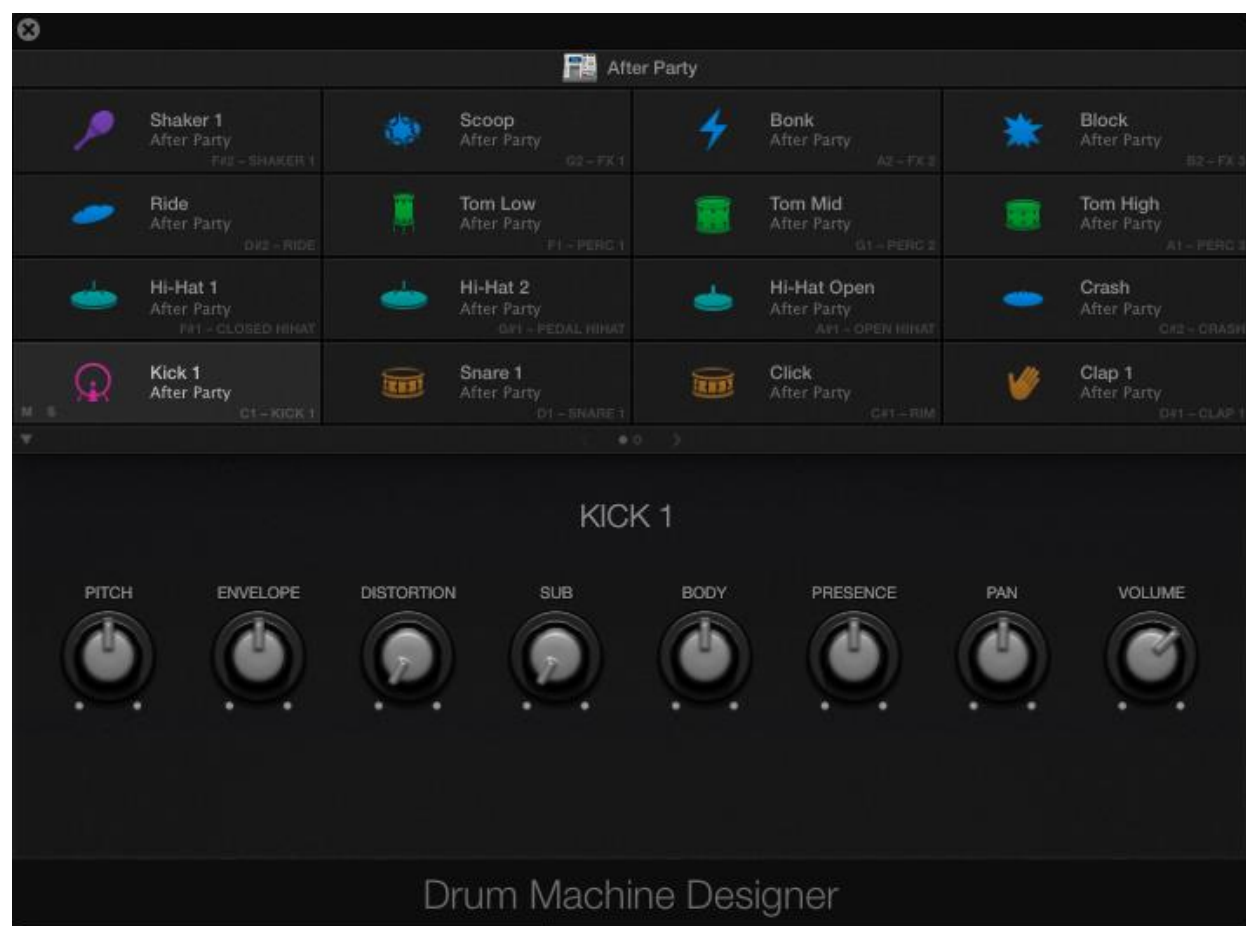 After Party
Shaker 1
After Party
F#2 – SHAKER 1
Scoop
After Party
G2 – FX 1
Bonk
After Party
A2 – FX 2
Block
After Party
B2 – FX 3
Ride
After Party
D#2 – RIDE
Tom Low
After Party
F1 – PERC 1
Tom Mid
After Party
G1 – PERC 2
Tom High
After Party
A1 – PERC 3
Hi-Hat 1
After Party
F#1 – CLOSED HIHAT
Hi-Hat 2
After Party
G#1 – PEDAL HIHAT
Hi-Hat Open
After Party
A#1 – OPEN HIHAT
Crash
After Party
C#2 – CRASH
Kick 1
After Party
M S
C1 – KICK 1
Snare 1
After Party
D1 – SNARE 1
Click
After Party
C#1 – RIM
Clap 1
After Party
D#1 – CLAP 1
KICK 1
PITCH
ENVELOPE
DISTORTION
SUB
BODY
PRESENCE
PAN
VOLUME
Drum Machine Designer